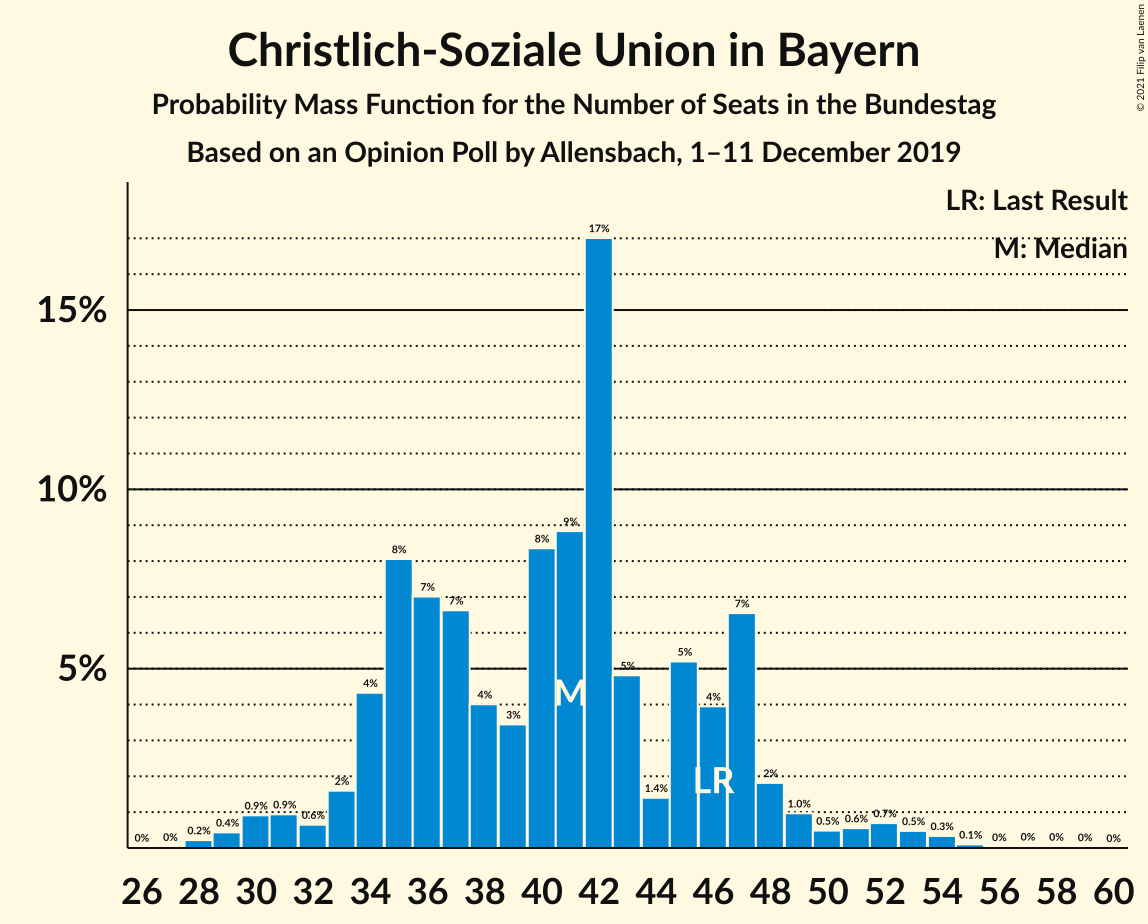 Christlich-Soziale Union in Bayern
Probability Mass Function for the Number of Seats in the Bundestag
Based on an Opinion Poll by Allensbach, 1–11 December 2019
© 2021 Filip van Laenen
LR: Last Result
M: Median
15%
10%
5%
0% 0% 0.2% 0.4% 0.9% 0.9% 0.6% 2% 4% 8% 7% 7% 4% 3% 8% 9% 17% 5% 1.4% 5% 4% 7% 2% 1.0% 0.5% 0.6% 0.7% 0.5% 0.3% 0.1% 0% 0% 0% 0% 0%
M
LR
26 28 30 32 34 36 38 40 42 44 46 48 50 52 54 56 58 60